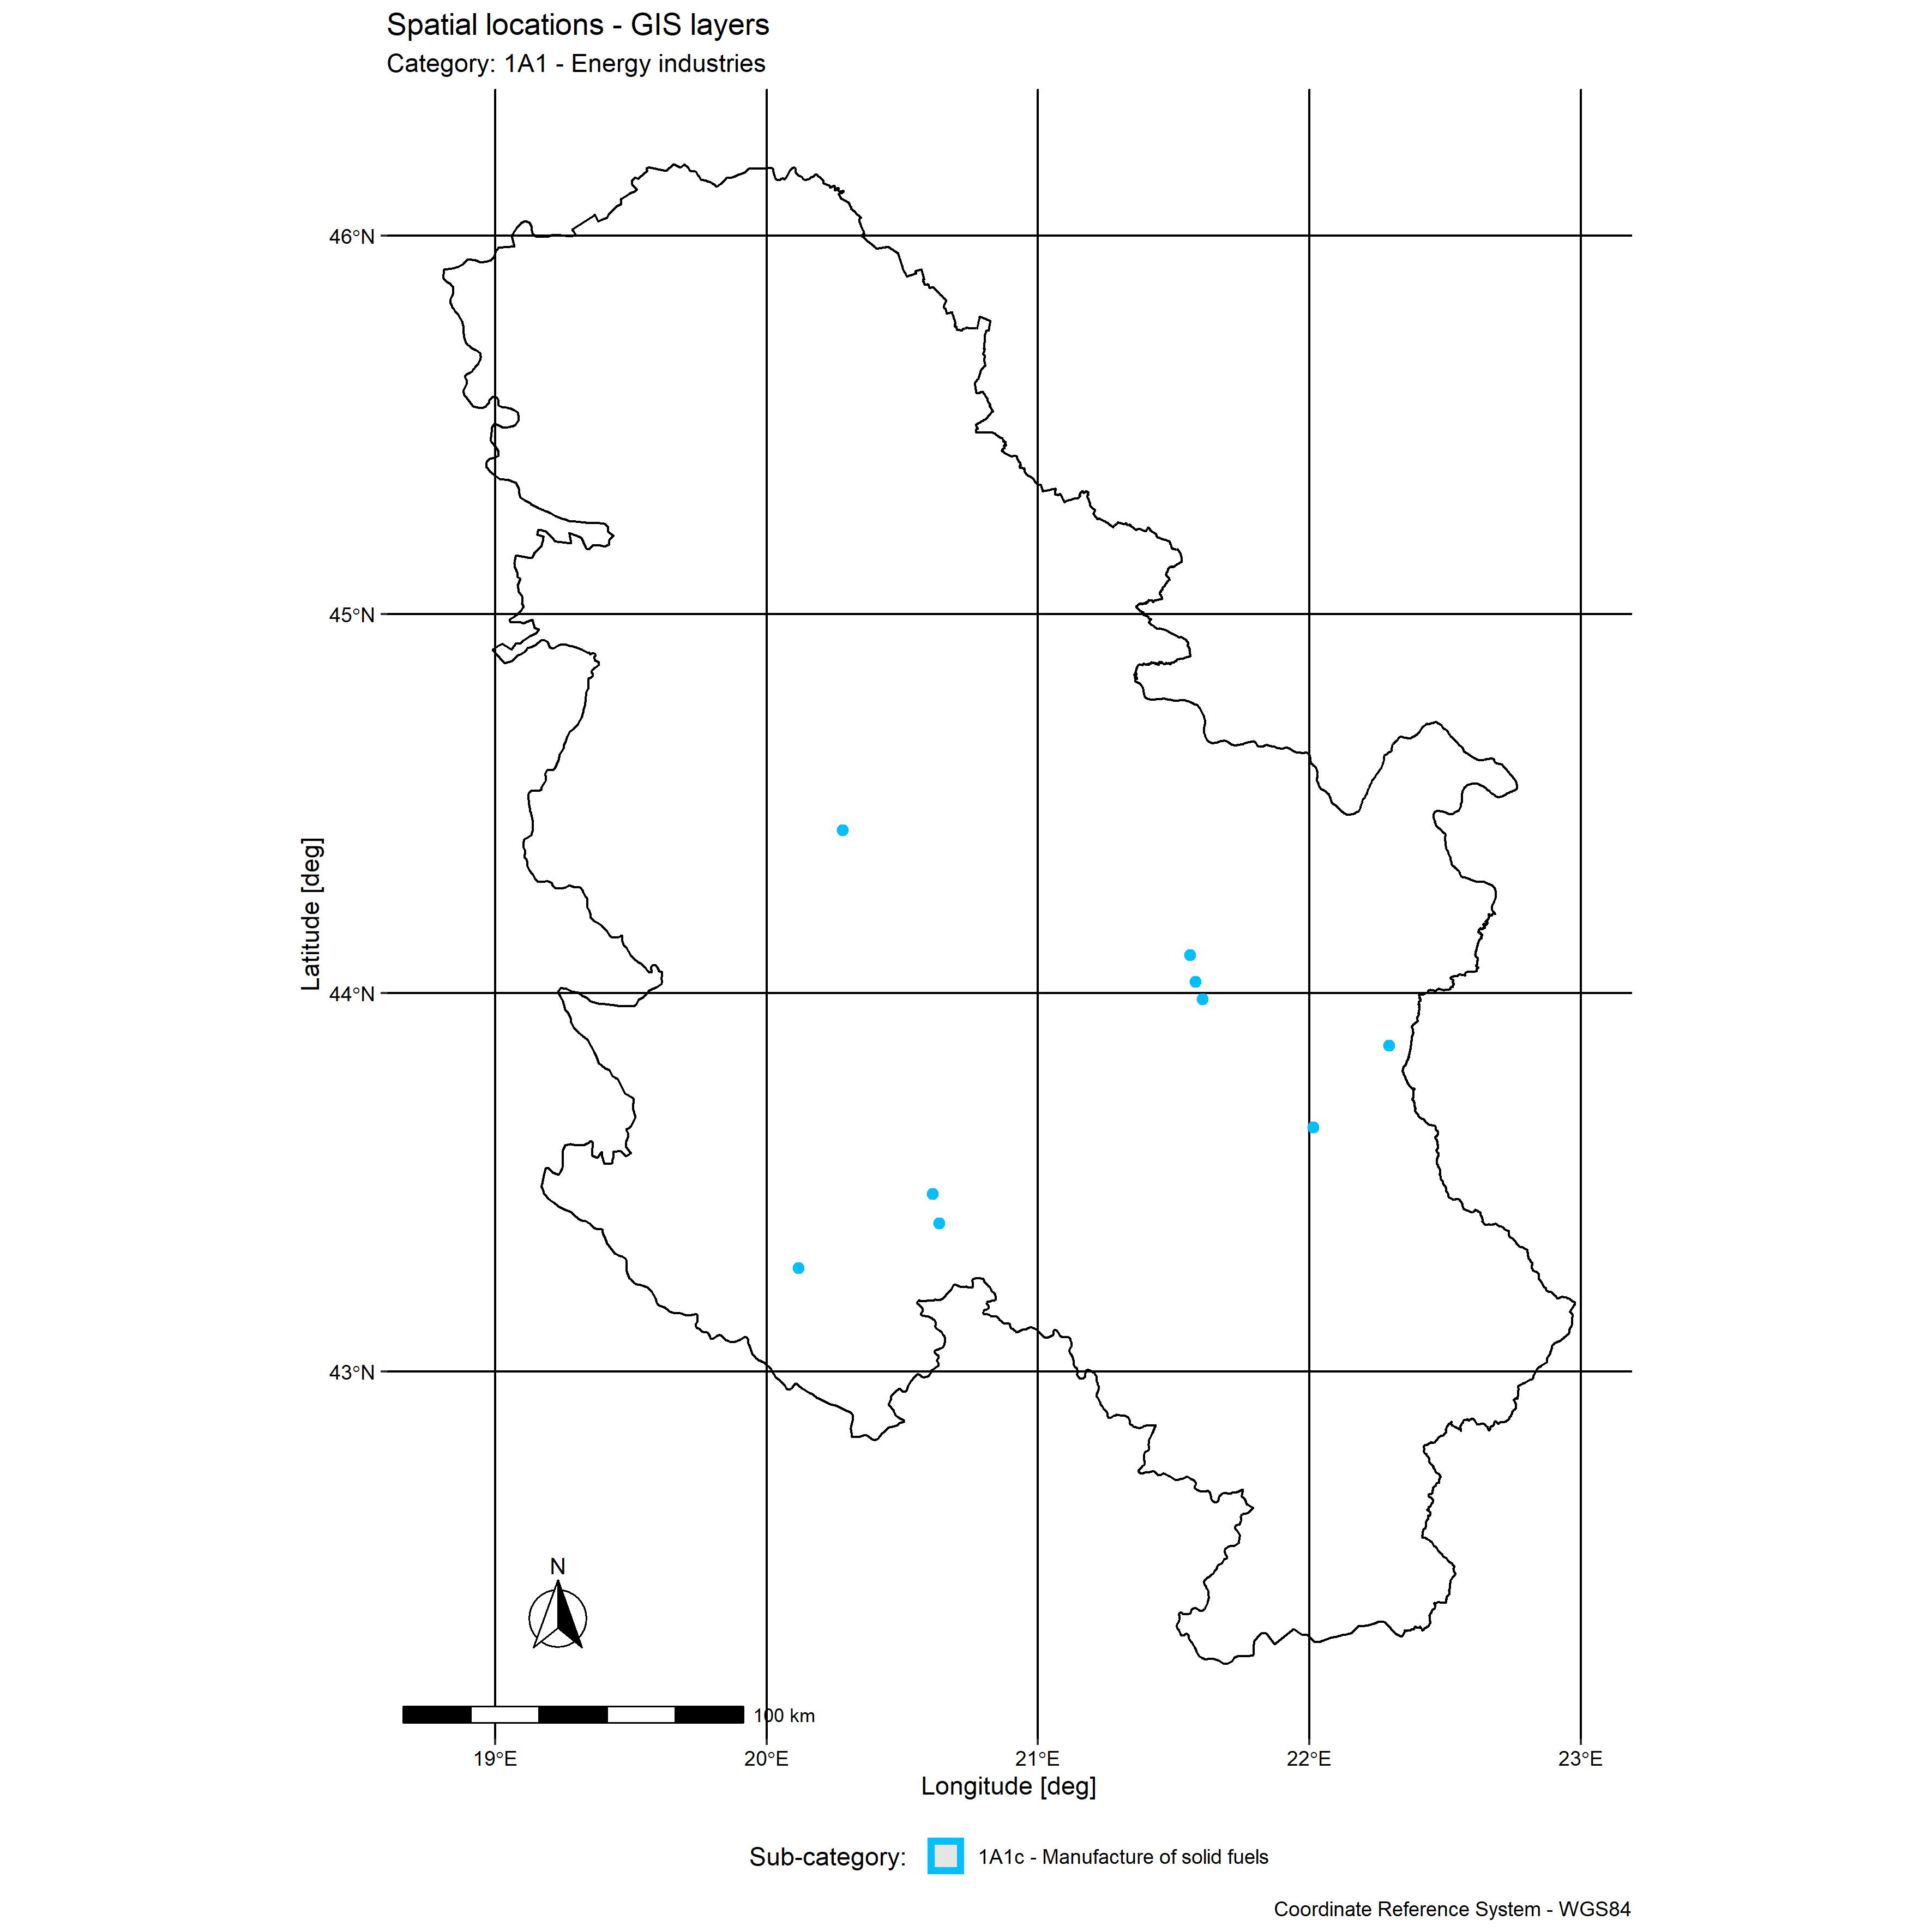 Spatial locations - GIS layers
Category: 1A1 - Energy industries
46°N
45°N
44°N
43°N
Latitude [deg]
N
100 km
19°E 20°E 21°E 22°E 23°E
Longitude [deg]
Sub-category: 1A1c - Manufacture of solid fuels
Coordinate Reference System - WGS84